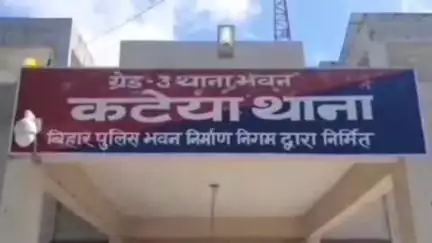 ग्रेड - 3 थाना भवन
कटेया थाना
बिहार पुलिस भवन निर्माण निगम द्वारा निर्मित